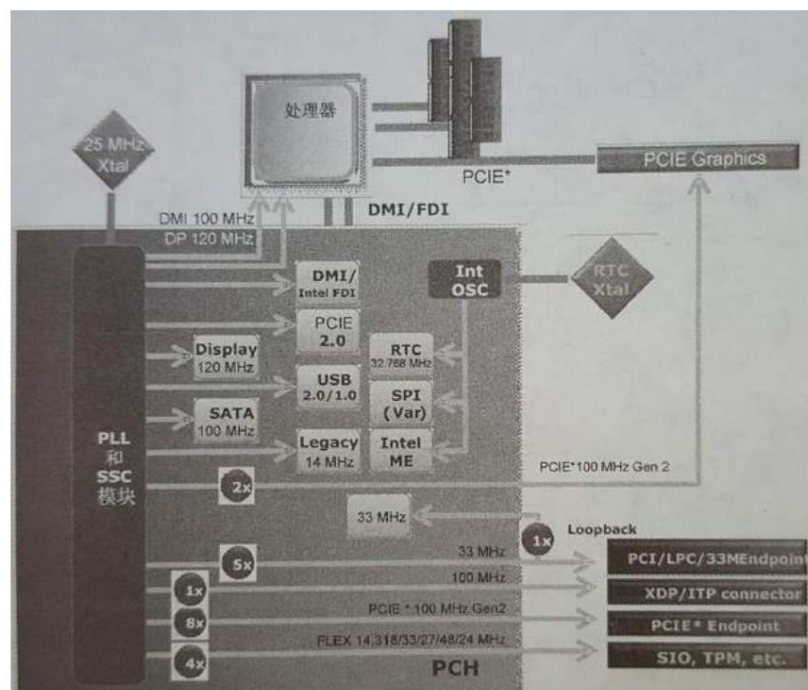 处理器
25 MHz
Xtal
PCIE Graphics
PCIE*
DMI 100 MHz
DP 120 MHz
DMI/FDI
DMI/
Intel FDI
Int
OSC
RTC
Xtal
PCIE
2.0
Display
120 MHz
RTC
32.768 MHz
USB
2.0/1.0
SPI
(Var)
SATA
100 MHz
PLL
和
SSC
模块
Legacy
14 MHz
Intel
ME
2x
PCIE*100 MHz Gen 2
33 MHz
1x
Loopback
5x
33 MHz
PCI/LPC/33MEndpoint
1x
100 MHz
XDP/ITP connector
8x
PCIE * 100 MHz Gen2
PCIE* Endpoint
4x
FLEX 14.318/33/27/48/24 MHz
SIO, TPM, etc.
PCH